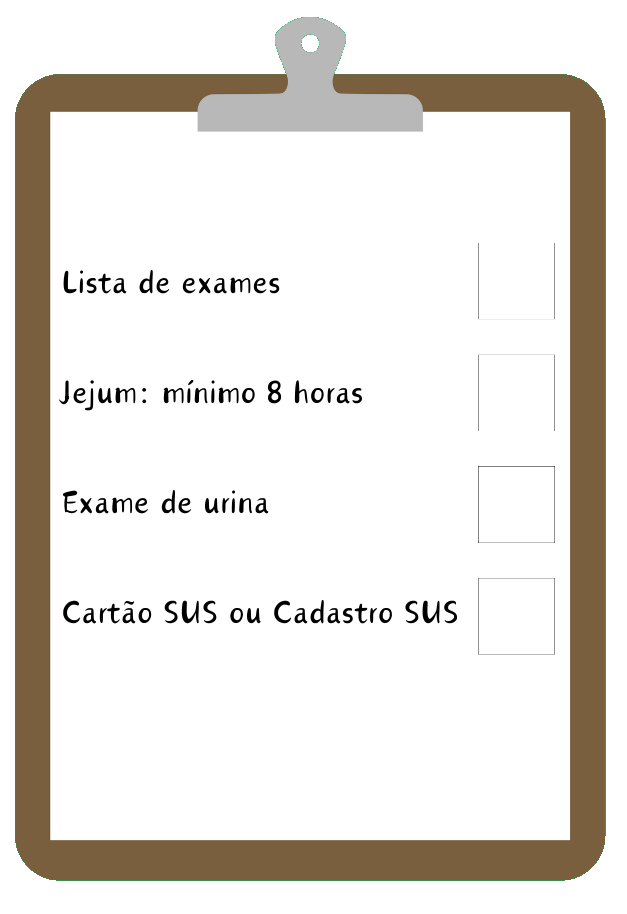 Lista de exames
Jejum: mínimo 8 horas
Exame de urina
Cartão SUS ou Cadastro SUS